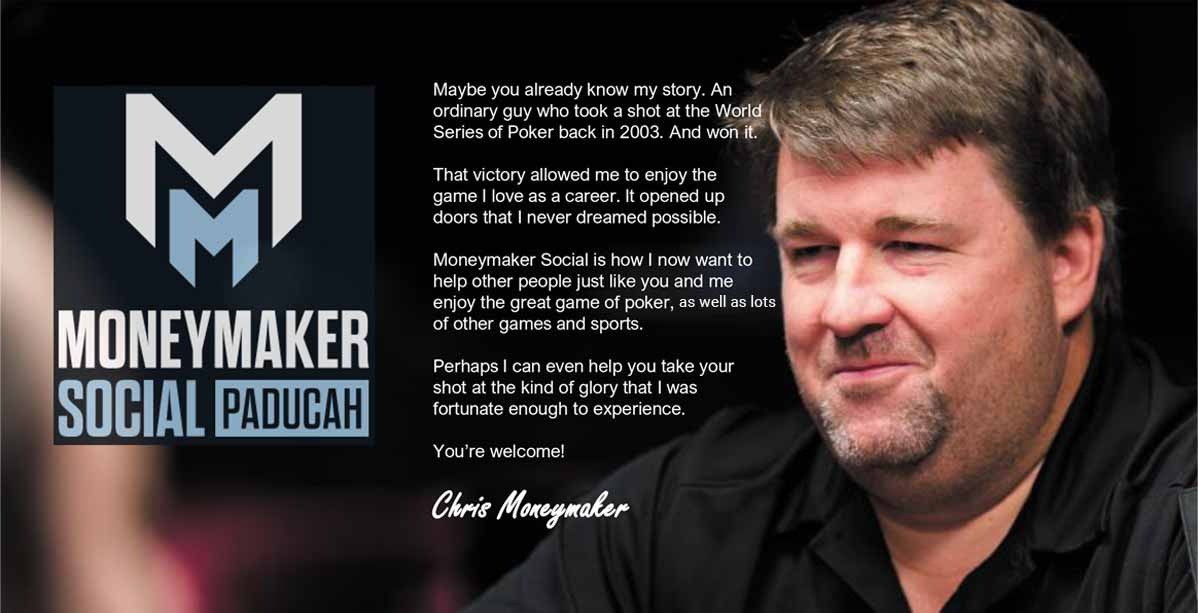 MONEYMAKER
SOCIAL PADUCAH
Maybe you already know my story. An
ordinary guy who took a shot at the World
Series of Poker back in 2003. And won it.
That victory allowed me to enjoy the
game I love as a career. It opened up
doors that I never dreamed possible.
Moneymaker Social is how I now want to
help other people just like you and me
enjoy the great game of poker, as well as lots
of other games and sports.
Perhaps I can even help you take your
shot at the kind of glory that I was
fortunate enough to experience.
You’re welcome!
Chris Moneymaker